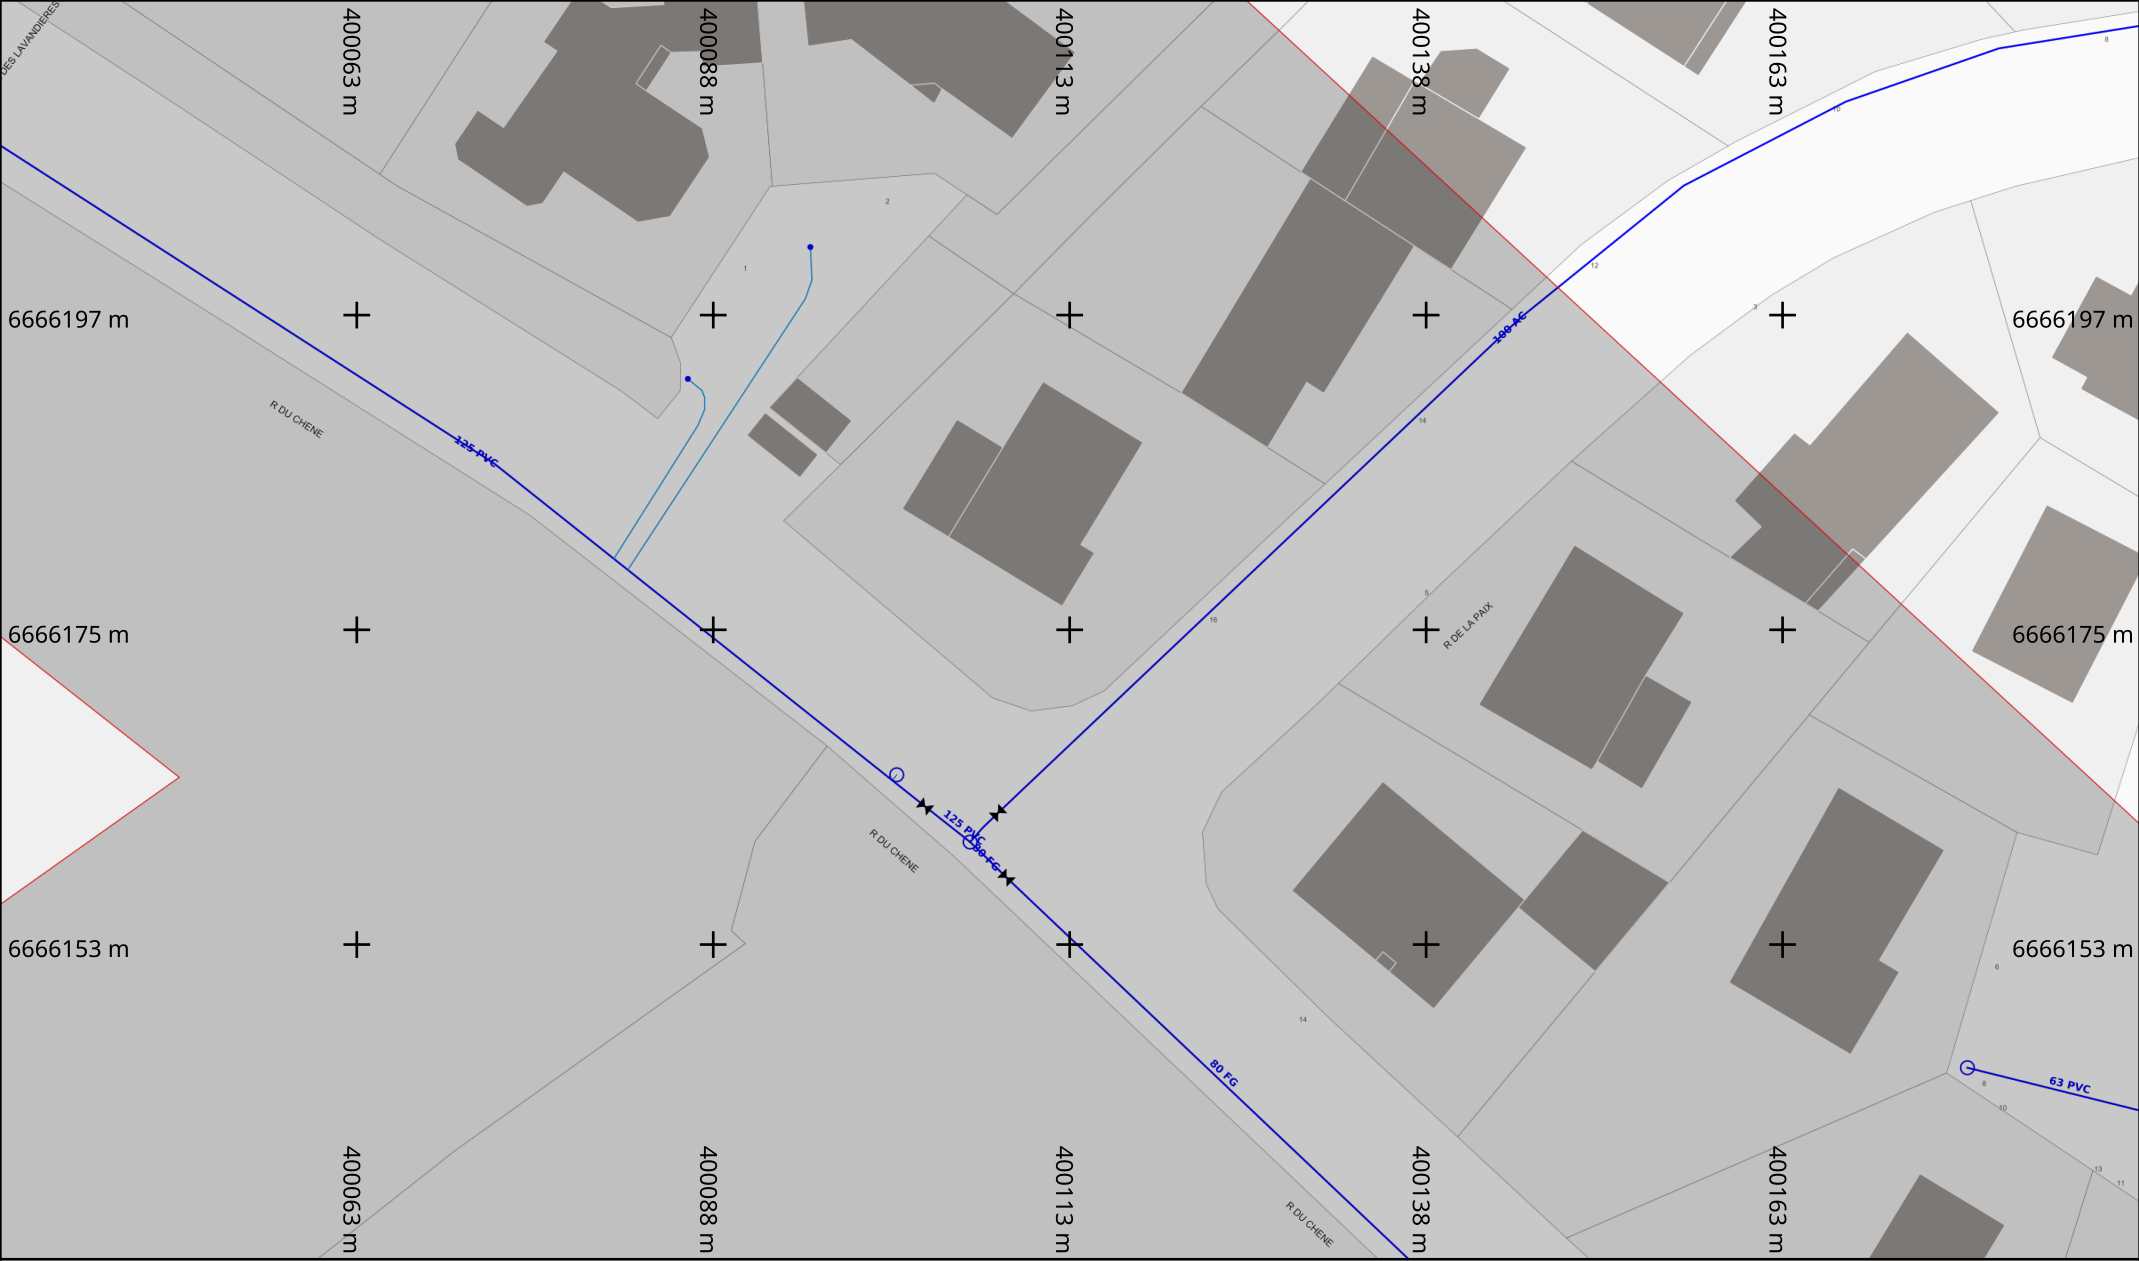 DES LAVANDIERES
400063 m
400088 m
400113 m
400138 m
400163 m
8
10
2
1
12
3
6666197 m
6666197 m
100 AC
R DU CHENE
125 PVC
14
5
16
R DE LA PAIX
6666175 m
6666175 m
125 PVC
80 FG
R DU CHENE
6666153 m
6666153 m
6
14
80 FG
8
63 PVC
10
13
11
R DU CHENE
400063 m
400088 m
400113 m
400138 m
400163 m